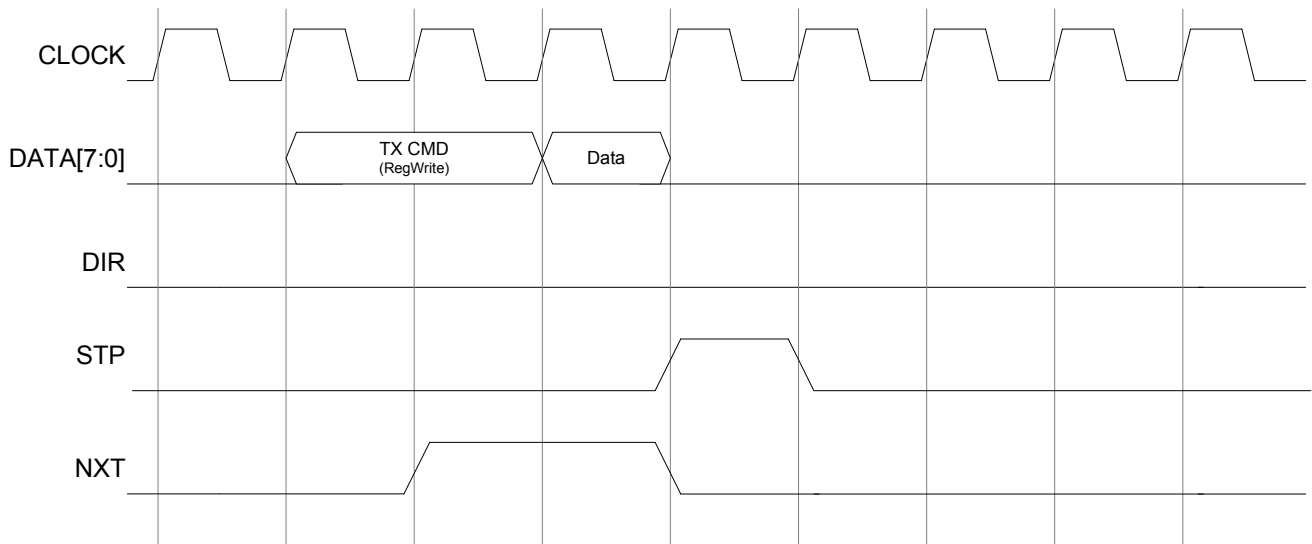 CLOCK
DATA[7:0]
TX CMD
(RegWrite)
Data
DIR
STP
NXT